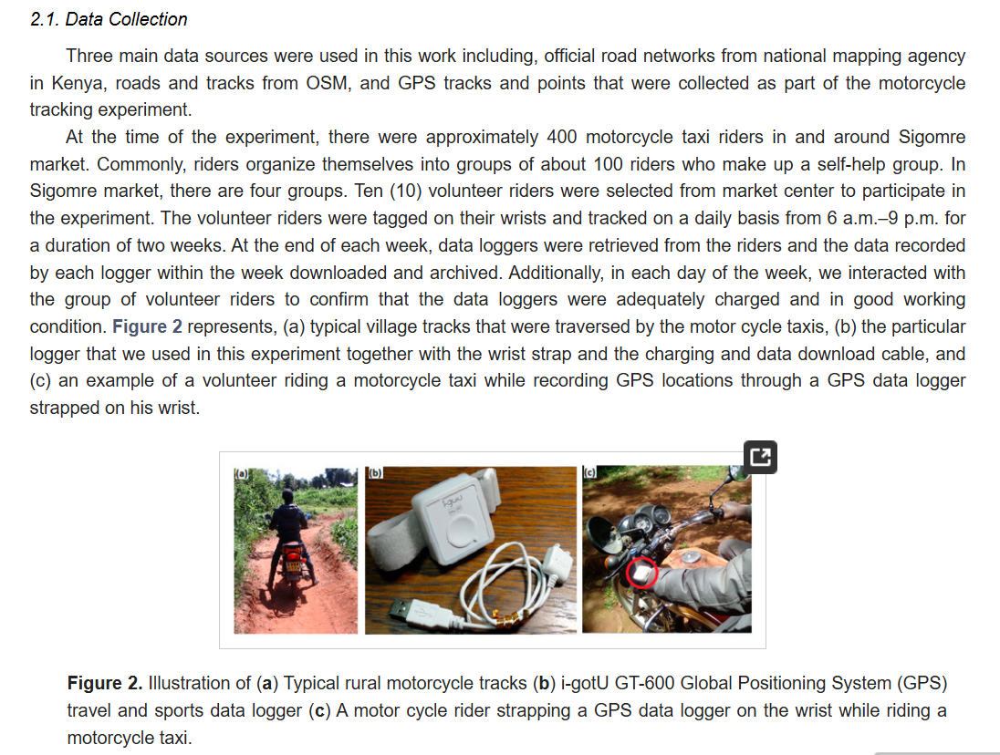 2.1. Data Collection
Three main data sources were used in this work including, official road networks from national mapping agency
in Kenya, roads and tracks from OSM, and GPS tracks and points that were collected as part of the motorcycle
tracking experiment.
At the time of the experiment, there were approximately 400 motorcycle taxi riders in and around Sigomre
market. Commonly, riders organize themselves into groups of about 100 riders who make up a self-help group. In
Sigomre market, there are four groups. Ten (10) volunteer riders were selected from market center to participate in
the experiment. The volunteer riders were tagged on their wrists and tracked on a daily basis from 6 a.m.–9 p.m. for
a duration of two weeks. At the end of each week, data loggers were retrieved from the riders and the data recorded
by each logger within the week downloaded and archived. Additionally, in each day of the week, we interacted with
the group of volunteer riders to confirm that the data loggers were adequately charged and in good working
condition. Figure 2 represents, (a) typical village tracks that were traversed by the motor cycle taxis, (b) the particular
logger that we used in this experiment together with the wrist strap and the charging and data download cable, and
(c) an example of a volunteer riding a motorcycle taxi while recording GPS locations through a GPS data logger
strapped on his wrist.
(a)
(b)
(c)
Figure 2. Illustration of (a) Typical rural motorcycle tracks (b) i-gotU GT-600 Global Positioning System (GPS)
travel and sports data logger (c) A motor cycle rider strapping a GPS data logger on the wrist while riding a
motorcycle taxi.